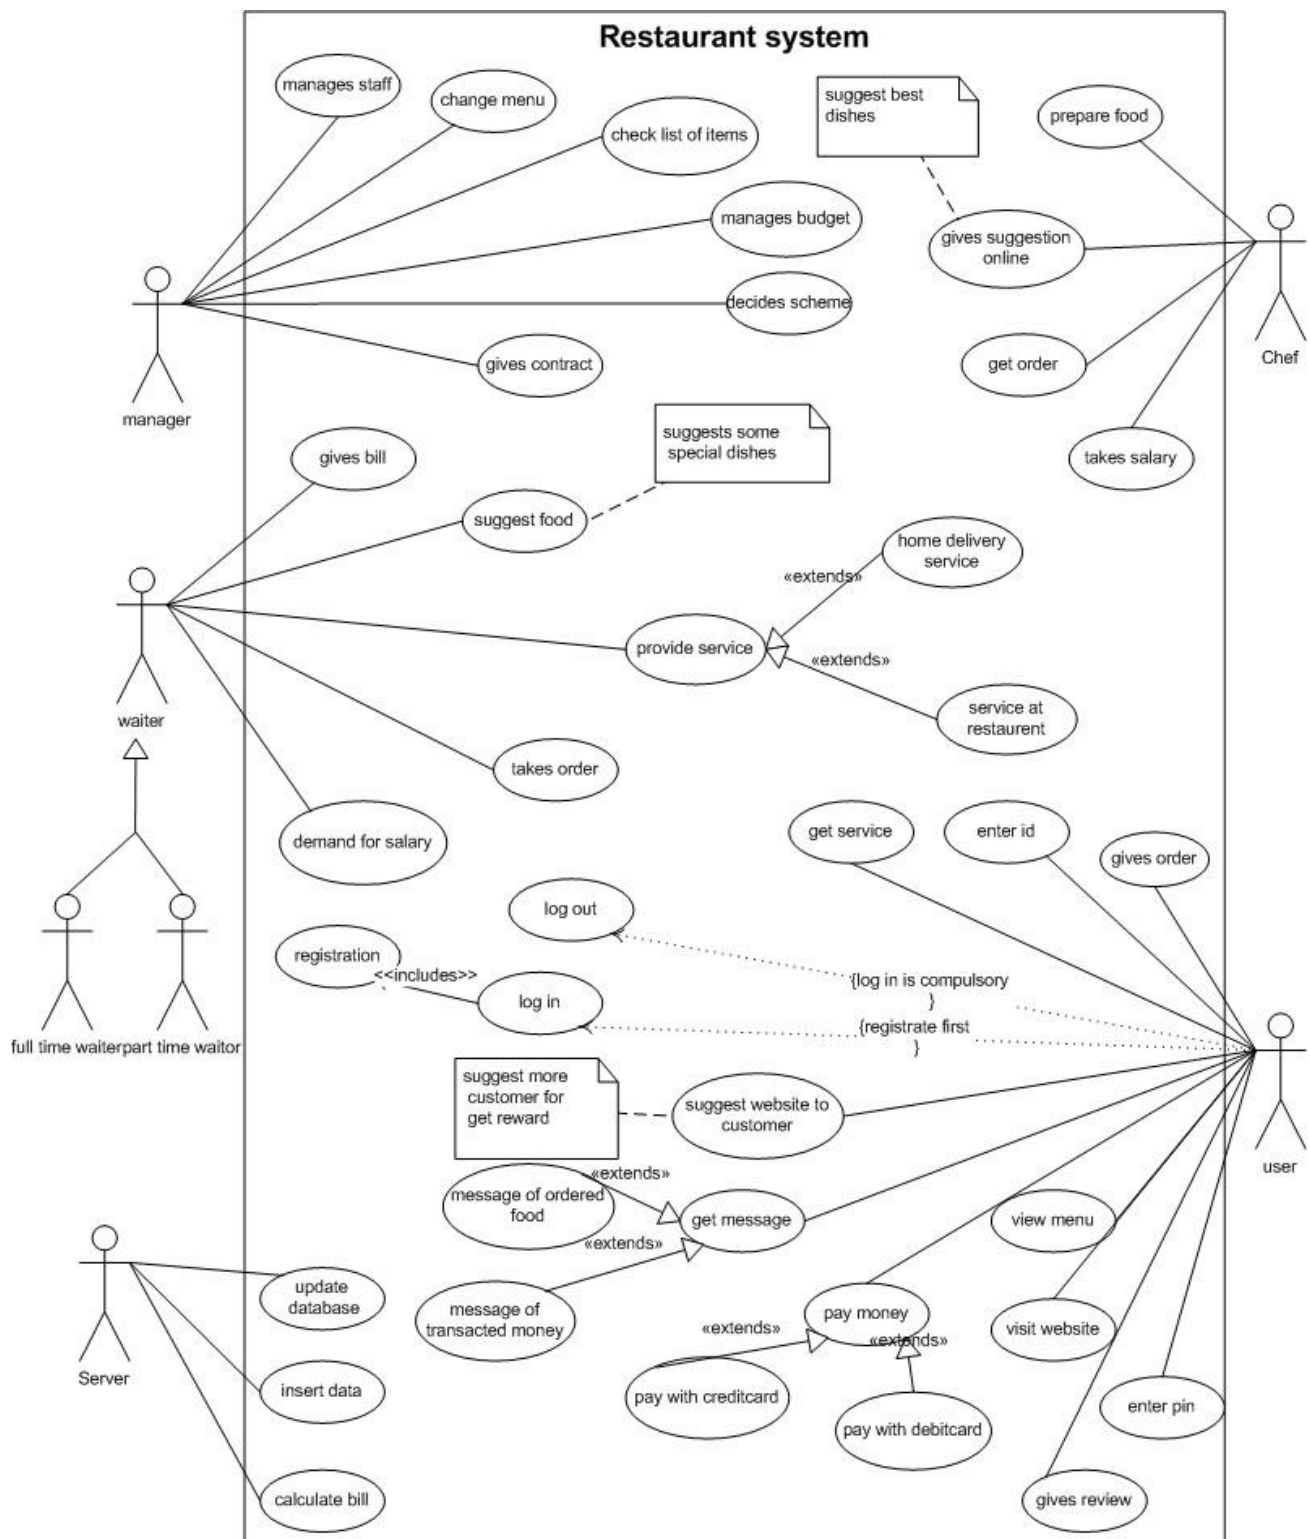 Restaurant system
manages staff
change menu
check list of items
suggest best
dishes
prepare food
manages budget
gives suggestion
online
decides scheme
gives contract
get order
manager
Chef
gives bill
suggests some
special dishes
takes salary
suggest food
home delivery
service
«extends»
provide service
«extends»
service at
restaurent
waiter
takes order
demand for salary
get service
enter id
gives order
log out
registration
<<includes>>
log in
{log in is compulsory
}
{registrate first
}
full time waiter
part time waitor
suggest more
customer for
get reward
suggest website to
customer
user
«extends»
message of ordered
food
get message
view menu
«extends»
update
database
message of
transacted money
pay money
visit website
«extends»
«extends»
Server
insert data
pay with creditcard
pay with debitcard
enter pin
calculate bill
gives review